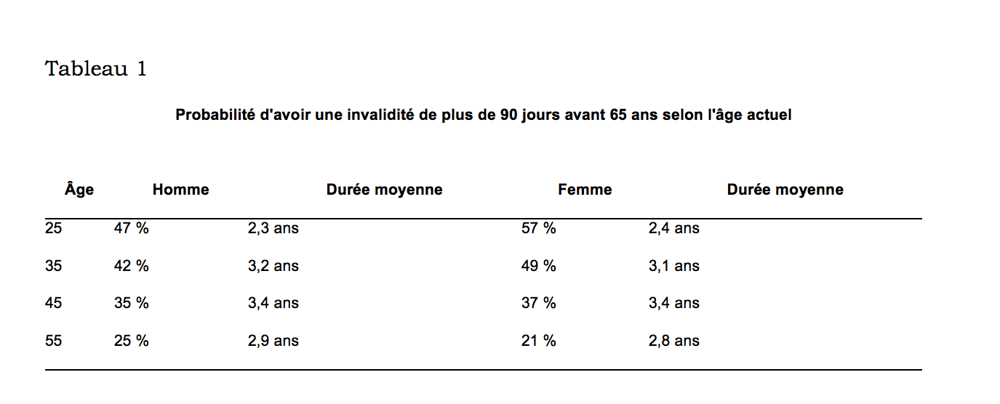 Tableau 1
Probabilité d'avoir une invalidité de plus de 90 jours avant 65 ans selon l'âge actuel
Âge Homme Durée moyenne Femme Durée moyenne
25 47 % 2,3 ans 57 % 2,4 ans
35 42 % 3,2 ans 49 % 3,1 ans
45 35 % 3,4 ans 37 % 3,4 ans
55 25 % 2,9 ans 21 % 2,8 ans